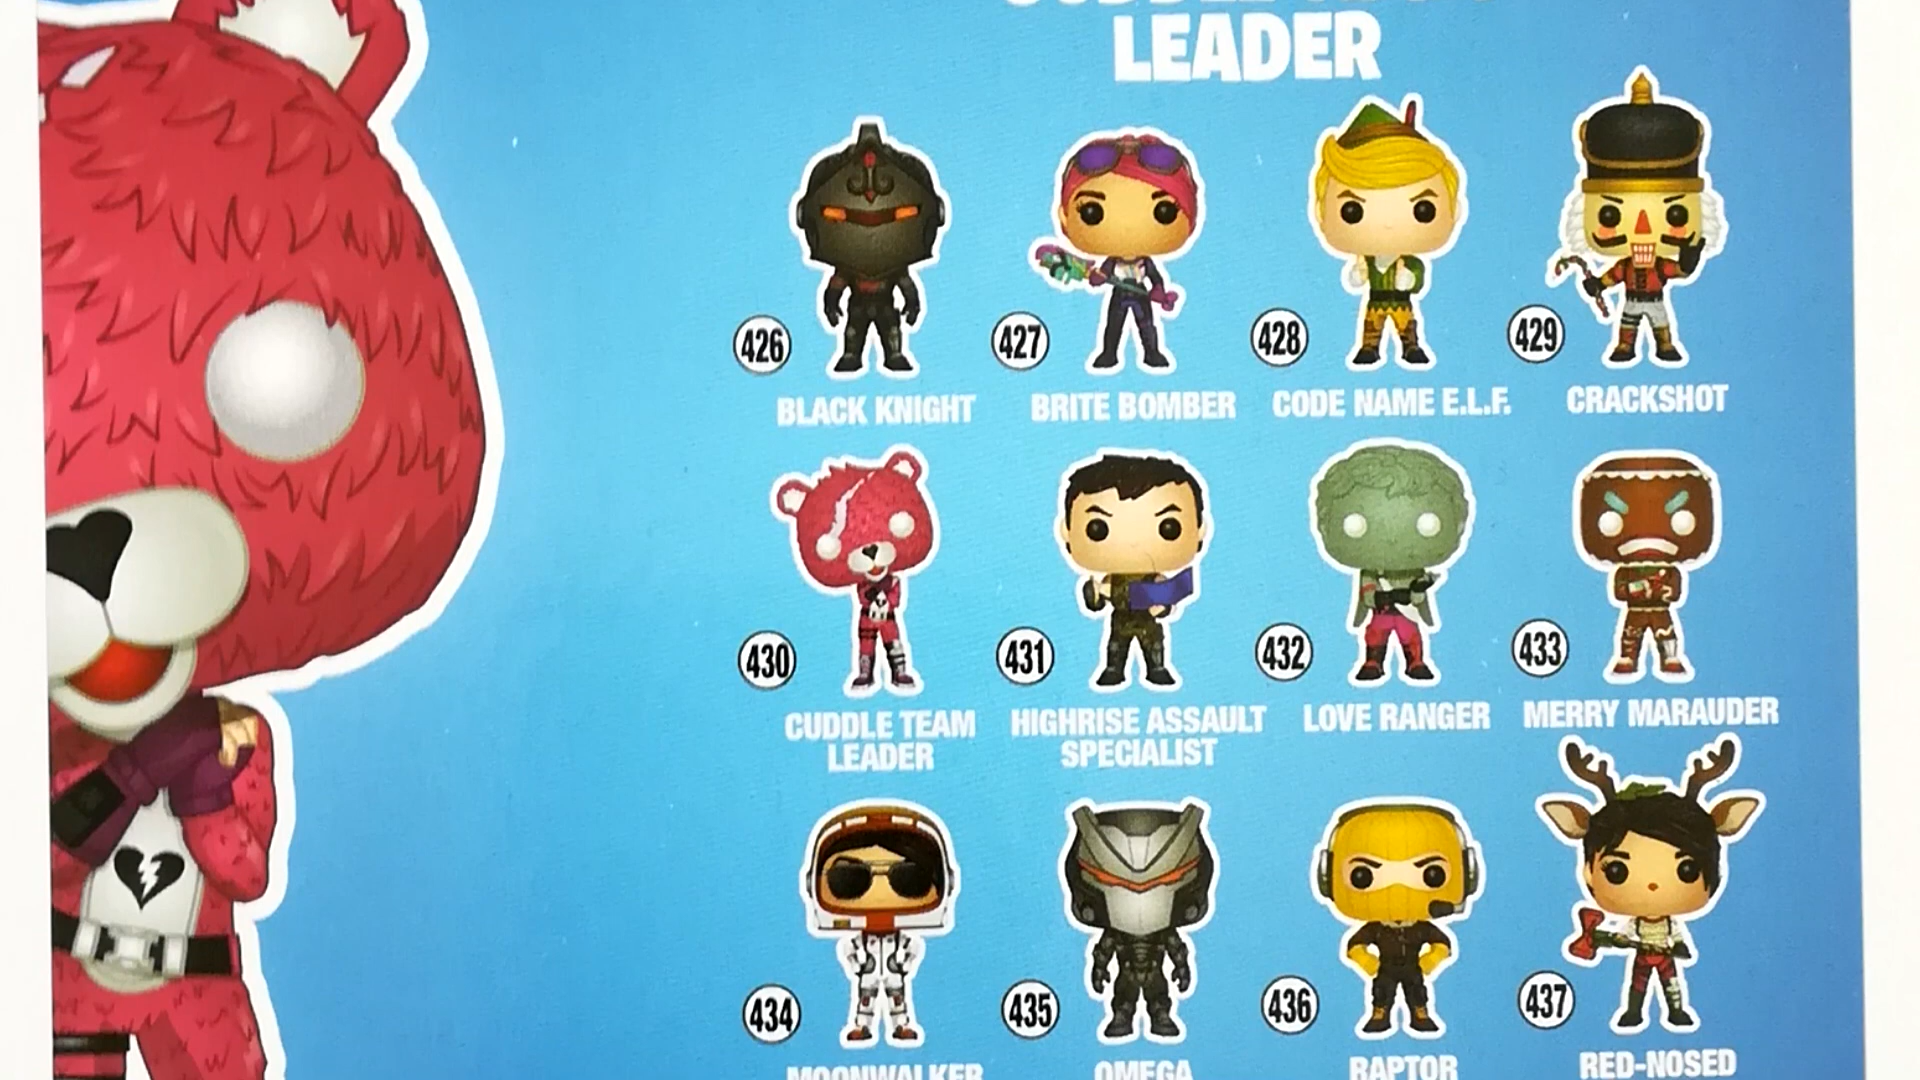 LEADER
426 427 428 429
BLACK KNIGHT BRITE BOMBER CODE NAME E.L.F. CRACKSHOT
430 431 432 433
CUDDLE TEAM LEADER
HIGHRISE ASSAULT SPECIALIST
LOVE RANGER
MERRY MARAUDER
434 435 436 437
MOONWALKER OMEGA RAPTOR RED-NOSED